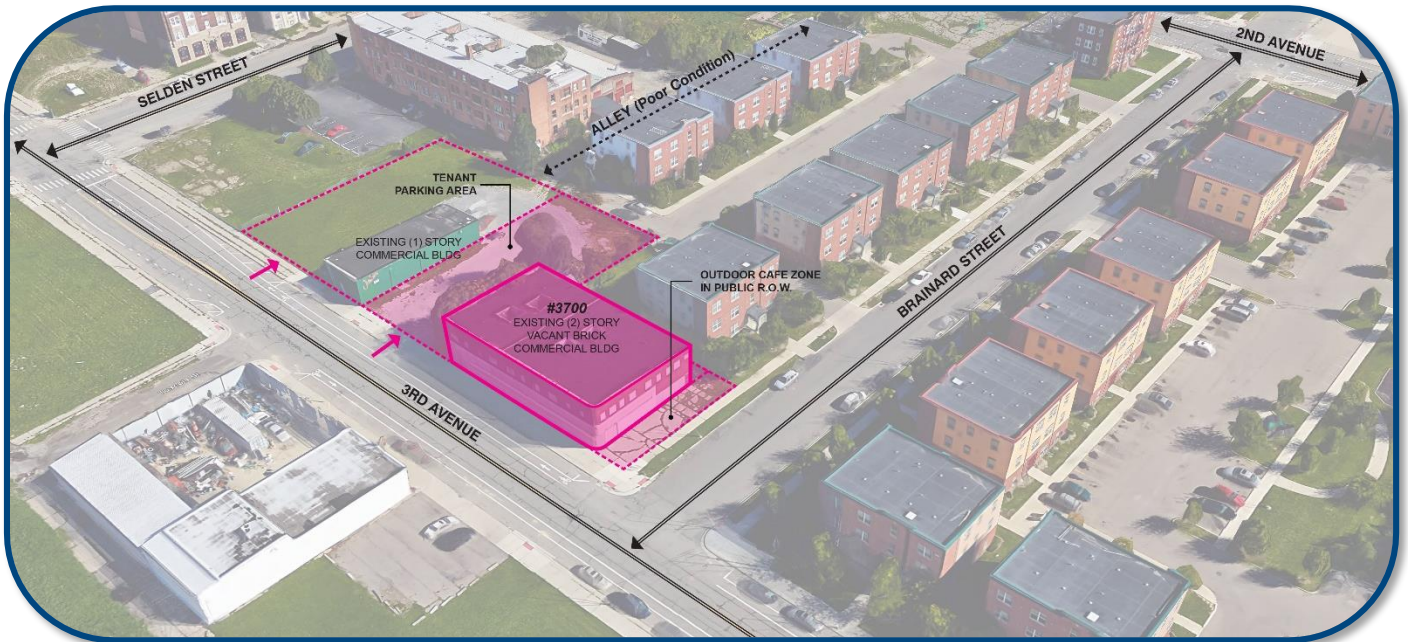 2ND AVENUE
SELDEN STREET
ALLEY (Poor Condition)
TENANT
PARKING AREA
EXISTING (1) STORY
COMMERCIAL BLDG
OUTDOOR CAFE ZONE
IN PUBLIC R.O.W.
BRAINARD STREET
#3700
EXISTING (2) STORY
VACANT BRICK
COMMERCIAL BLDG
3RD AVENUE